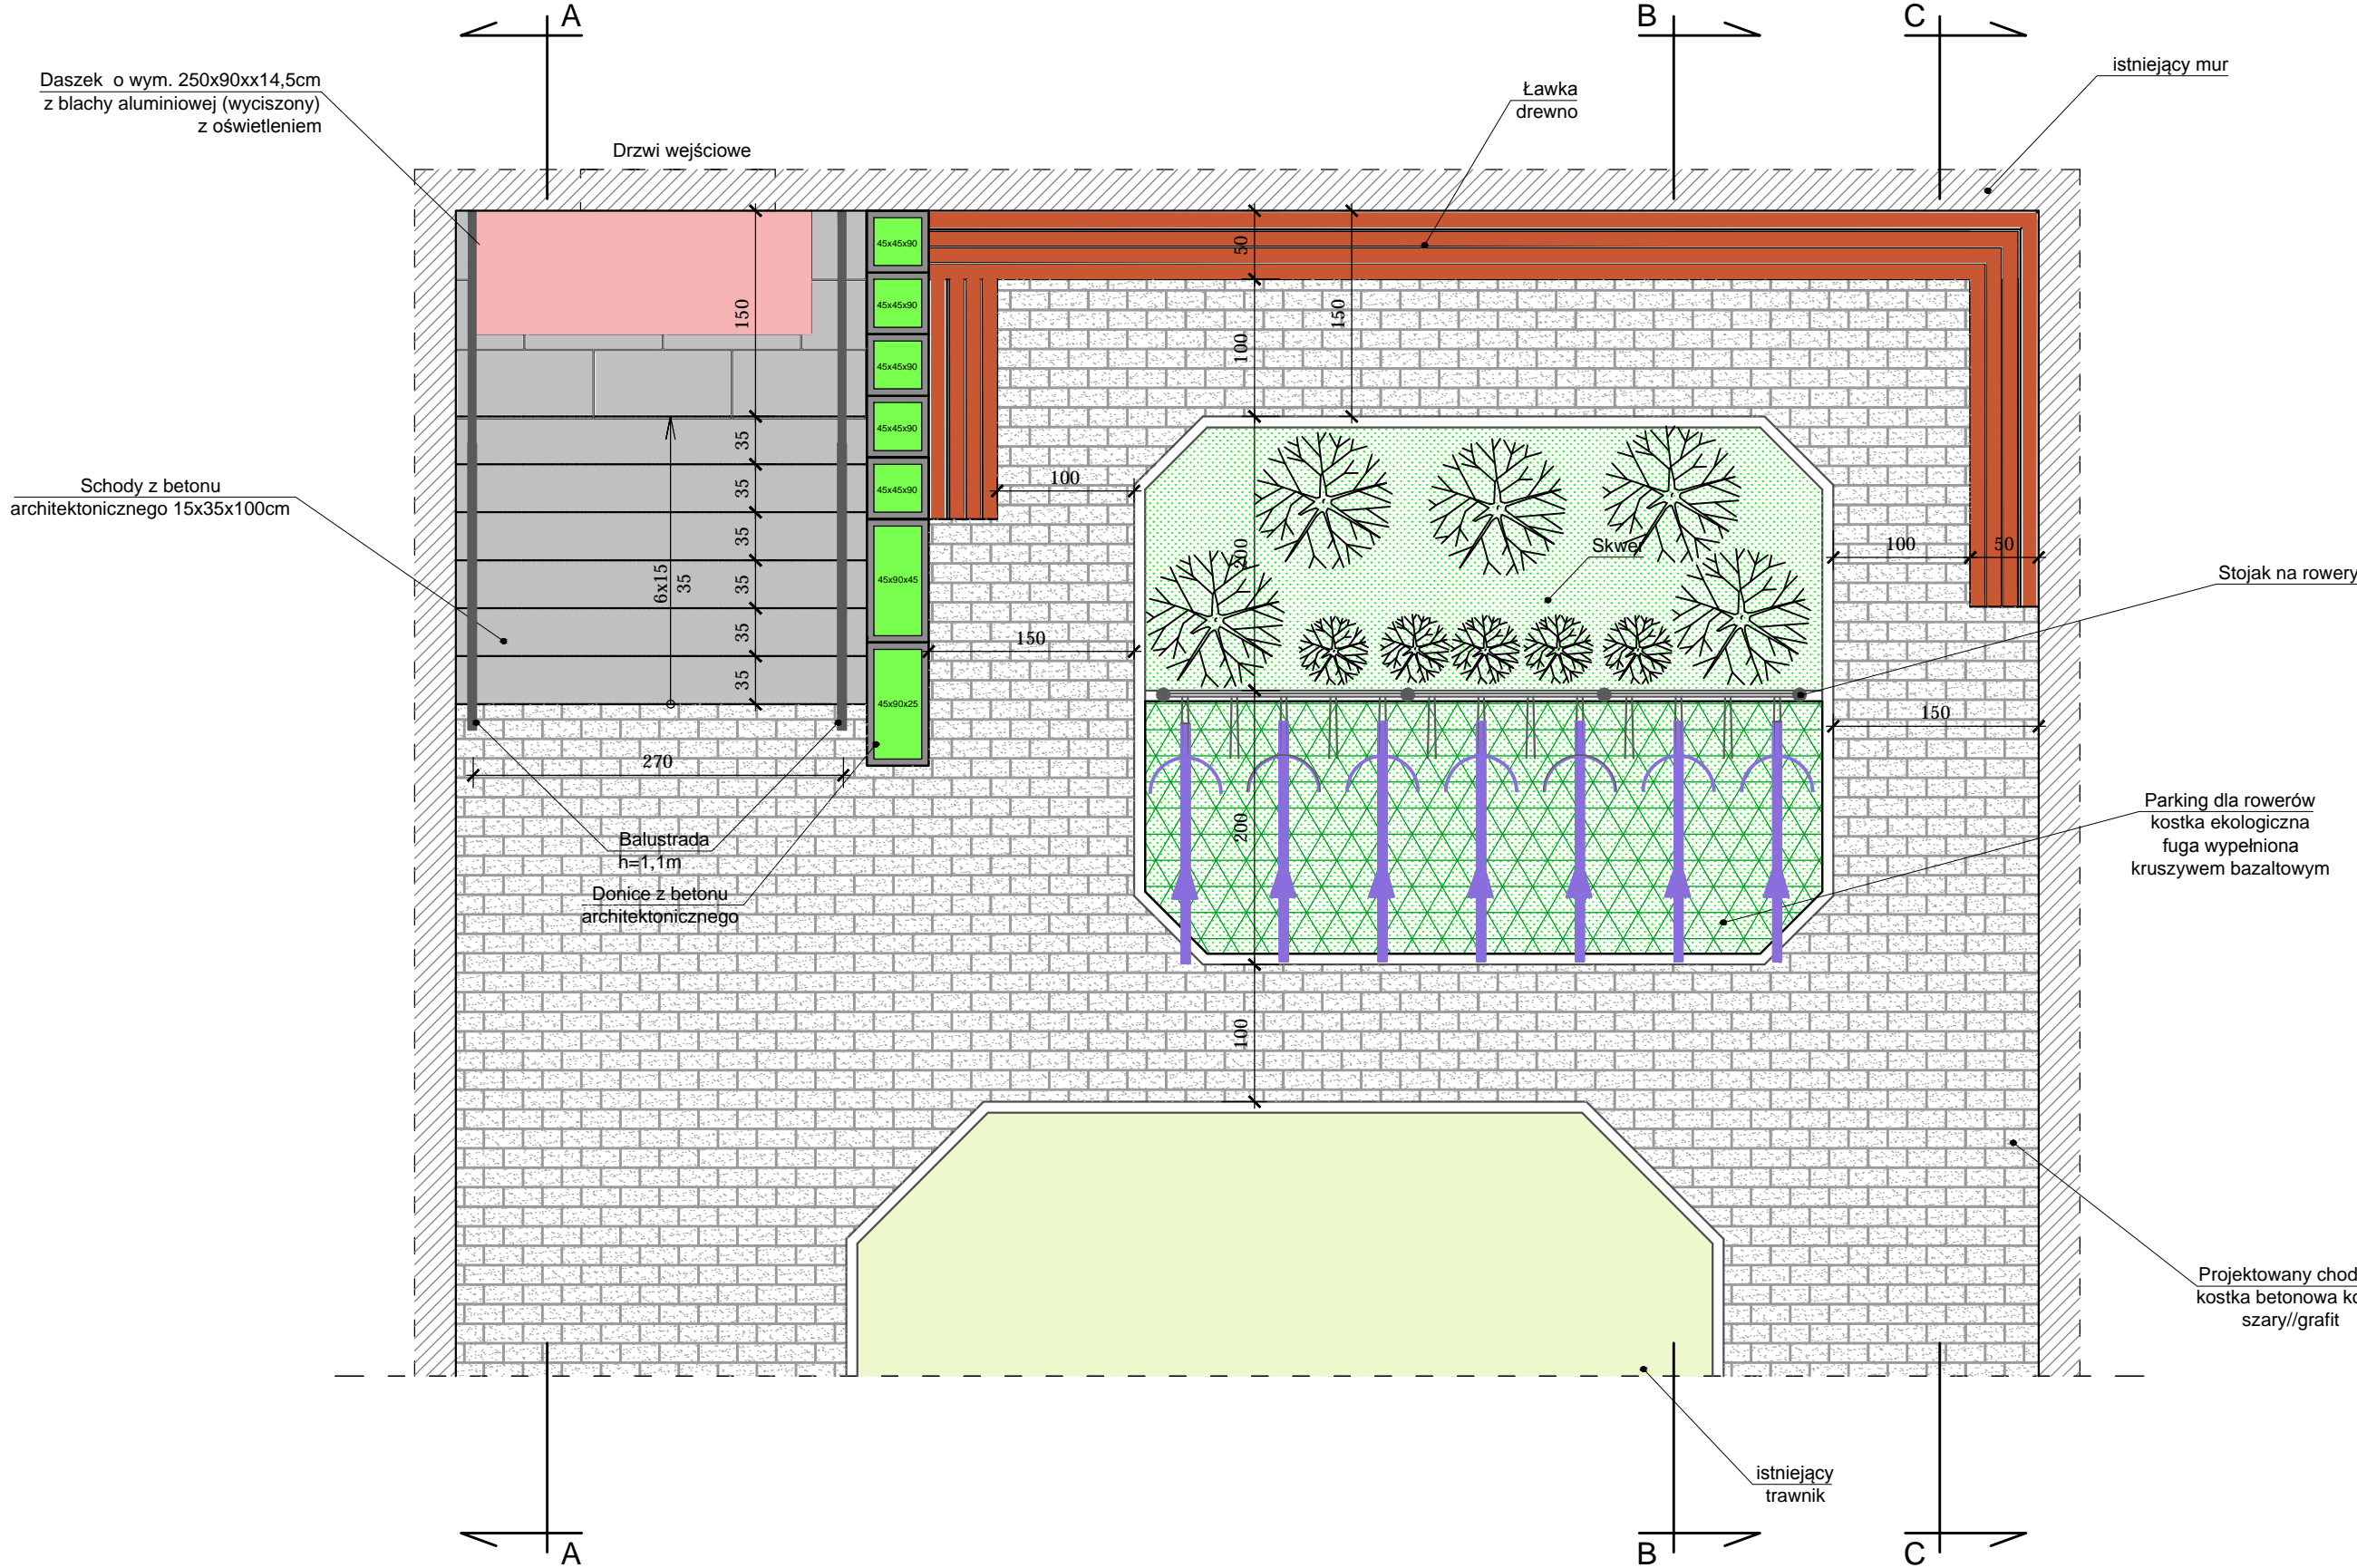 A
B
C
Daszek o wym. 250x90xx14,5cm
z blachy aluminiowej (wyciszony)
z oświetleniem
istniejący mur
Ławka
drewno
Drzwi wejściowe
45x45x90
45x45x90
45x45x90
45x45x90
45x45x90
45x90x45
45x90x25
150
35
35
35
35
35
35
6x15
35
50
100
150
200
200
100
100
150
100
50
150
270
Schody z betonu
architektonicznego 15x35x100cm
Skwer
Stojak na rowery
Balustrada
h=1,1m
Donice z betonu
architektonicznego
Parking dla rowerów
kostka ekologiczna
fuga wypełniona
kruszywem bazaltowym
Projektowany chod
kostka betonowa ko
szary//grafit
istniejący
trawnik
A
B
C